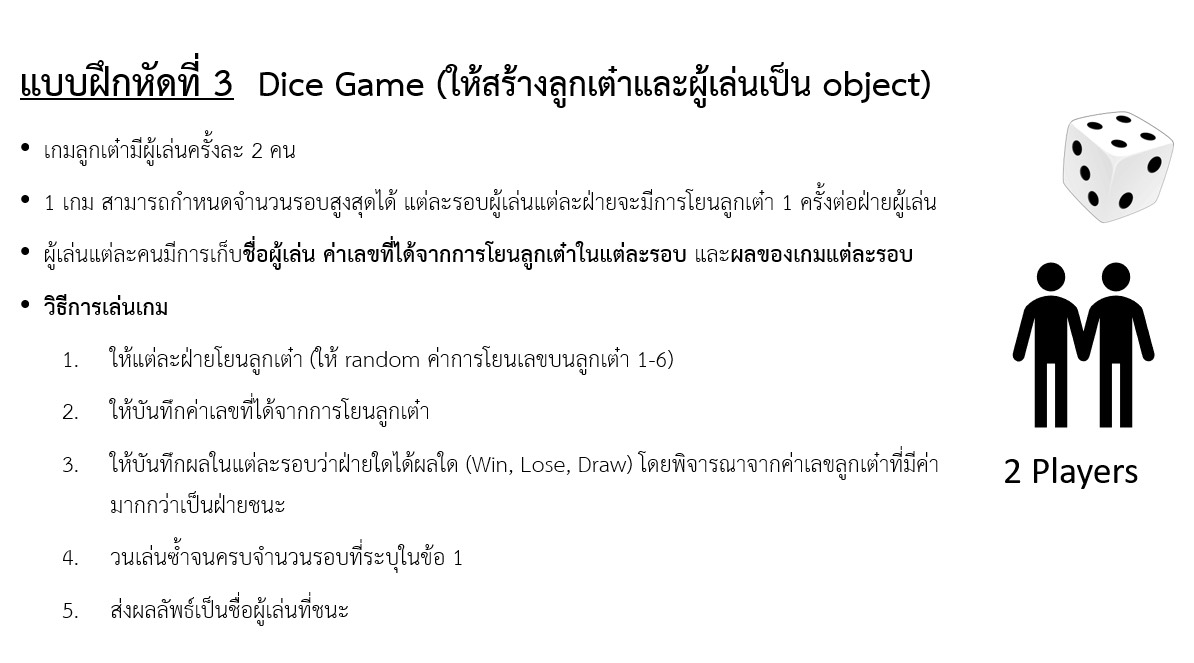 แบบฝึกหัดที่ 3 Dice Game (ให้สร้างลูกเต๋าและผู้เล่นเป็น object)
• เกมลูกเต๋ามีผู้เล่นครั้งละ 2 คน
• 1 เกม สามารถกำหนดจำนวนรอบสูงสุดได้ แต่ละรอบผู้เล่นแต่ละฝ่ายจะมีการโยนลูกเต๋า 1 ครั้งต่อฝ่ายผู้เล่น
• ผู้เล่นแต่ละคนมีการเก็บชื่อผู้เล่น ค่าเลขที่ได้จากการโยนลูกเต๋าในแต่ละรอบ และผลของเกมแต่ละรอบ
• วิธีการเล่นเกม
1. ให้แต่ละฝ่ายโยนลูกเต๋า (ให้ random ค่าการโยนเลขบนลูกเต๋า 1-6)
2. ให้บันทึกค่าเลขที่ได้จากการโยนลูกเต๋า
3. ให้บันทึกผลในแต่ละรอบว่าฝ่ายใดได้ผลใด (Win, Lose, Draw) โดยพิจารณาจากค่าเลขลูกเต๋าที่มีค่า
มากกว่าเป็นฝ่ายชนะ
4. วนเล่นซ้ำจนครบจำนวนรอบที่ระบุในข้อ 1
5. ส่งผลลัพธ์เป็นชื่อผู้เล่นที่ชนะ
2 Players